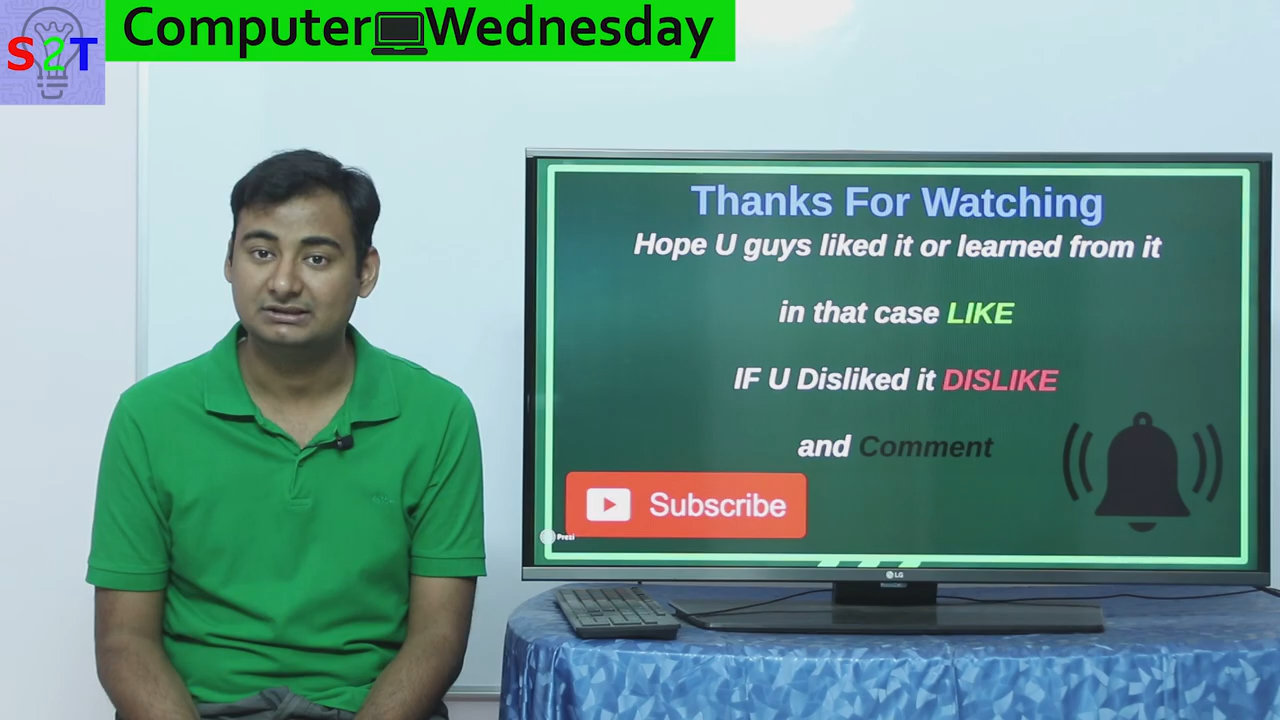 S2T
Computer Wednesday
Thanks For Watching
Hope U guys liked it or learned from it
in that case LIKE
IF U Disliked it DISLIKE
and Comment
Subscribe
Prezi
LG